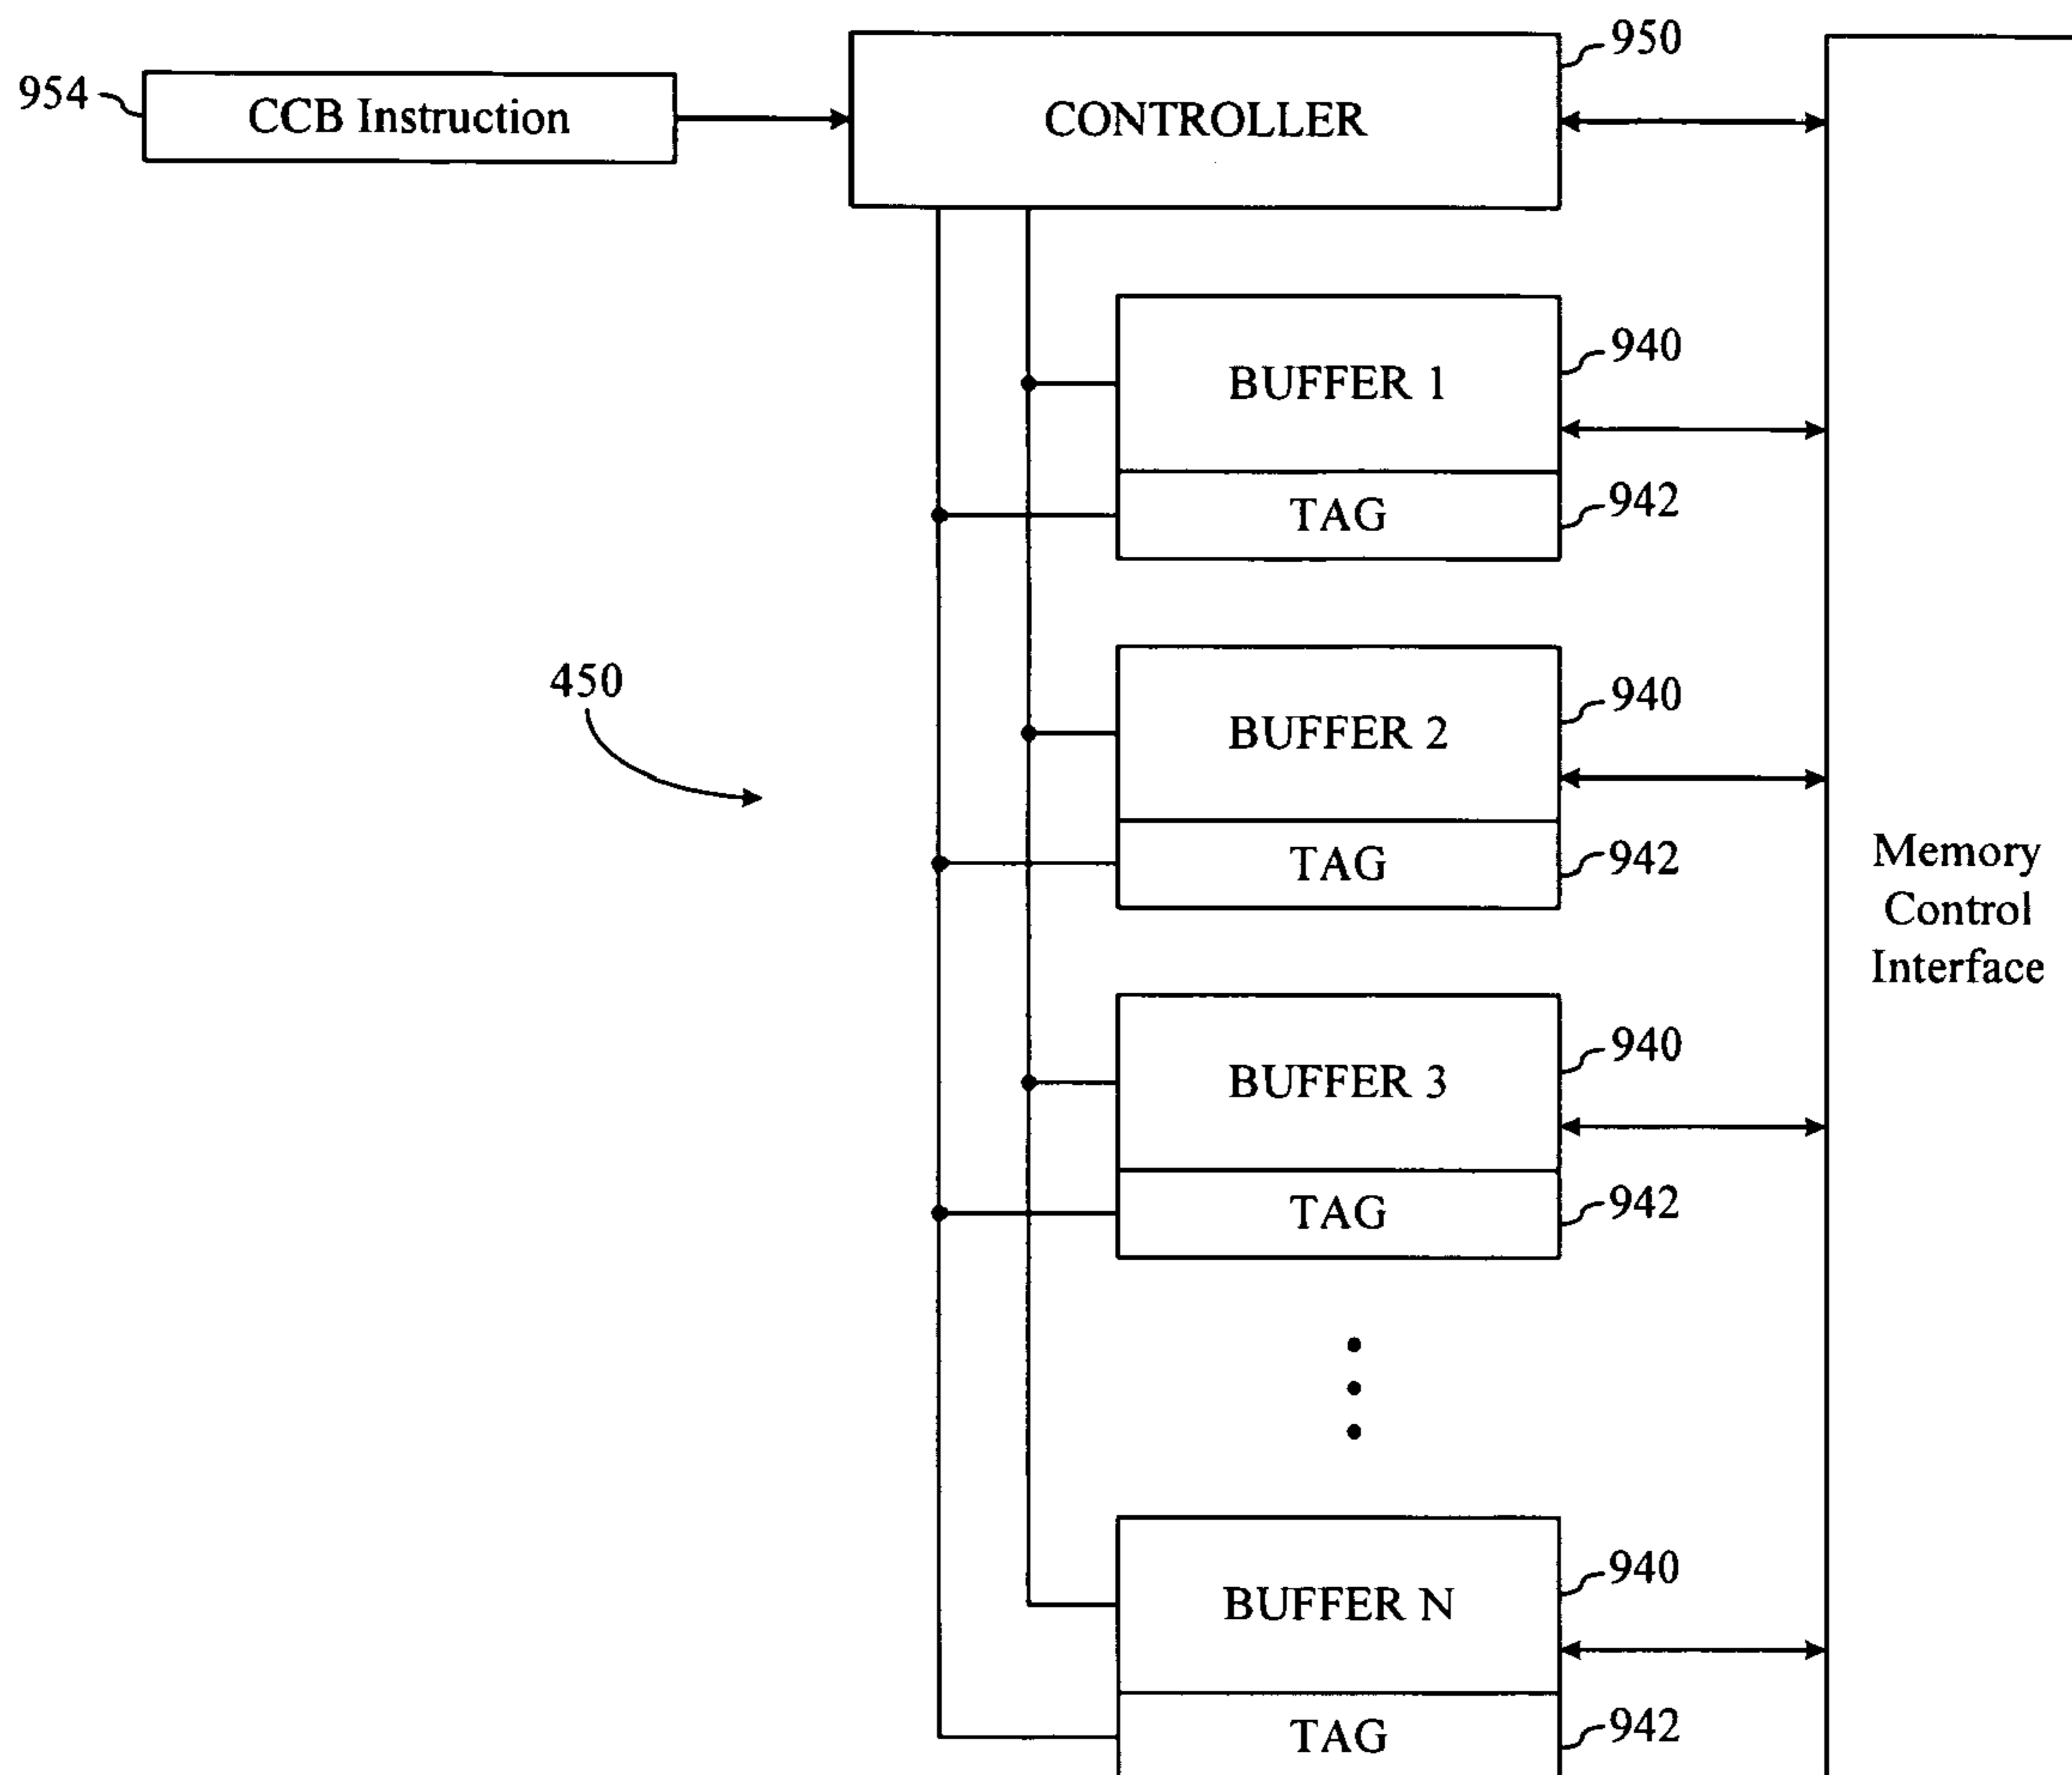 950
954
CCB Instruction
CONTROLLER
940
BUFFER 1
942
TAG
450
940
BUFFER 2
942
TAG
Memory
Control
Interface
940
BUFFER 3
942
TAG
940
BUFFER N
942
TAG